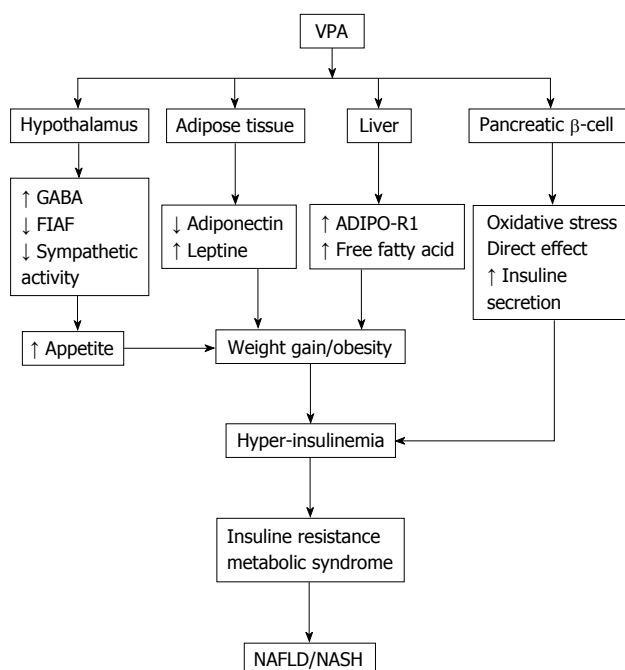 VPA
Hypothalamus
Adipose tissue
Liver
Pancreatic β-cell
↑ GABA
↓ FIAF
↓ Sympathetic
activity
↓ Adiponectin
↑ Leptine
↑ ADIPO-R1
↑ Free fatty acid
Oxidative stress
Direct effect
↑ Insuline
secretion
↑ Appetite
Weight gain/obesity
Hyper-insulinemia
Insuline resistance
metabolic syndrome
NAFLD/NASH